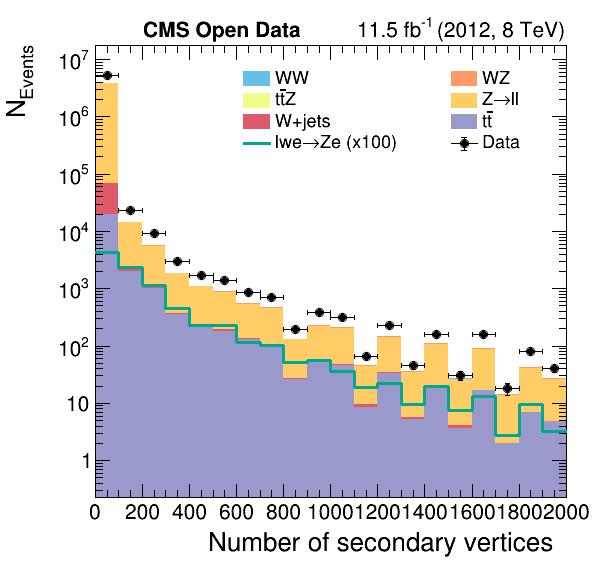 CMS Open Data 11.5 fb⁻¹ (2012, 8 TeV)
N_Events
10⁷
10⁶
10⁵
10⁴
10³
10²
10
1
WW WZ
tt̄Z Z→ll
W+jets tt̄
lwe→Ze (x100) Data
0 200 400 600 800 1000 1200 1400 1600 1800 2000
Number of secondary vertices